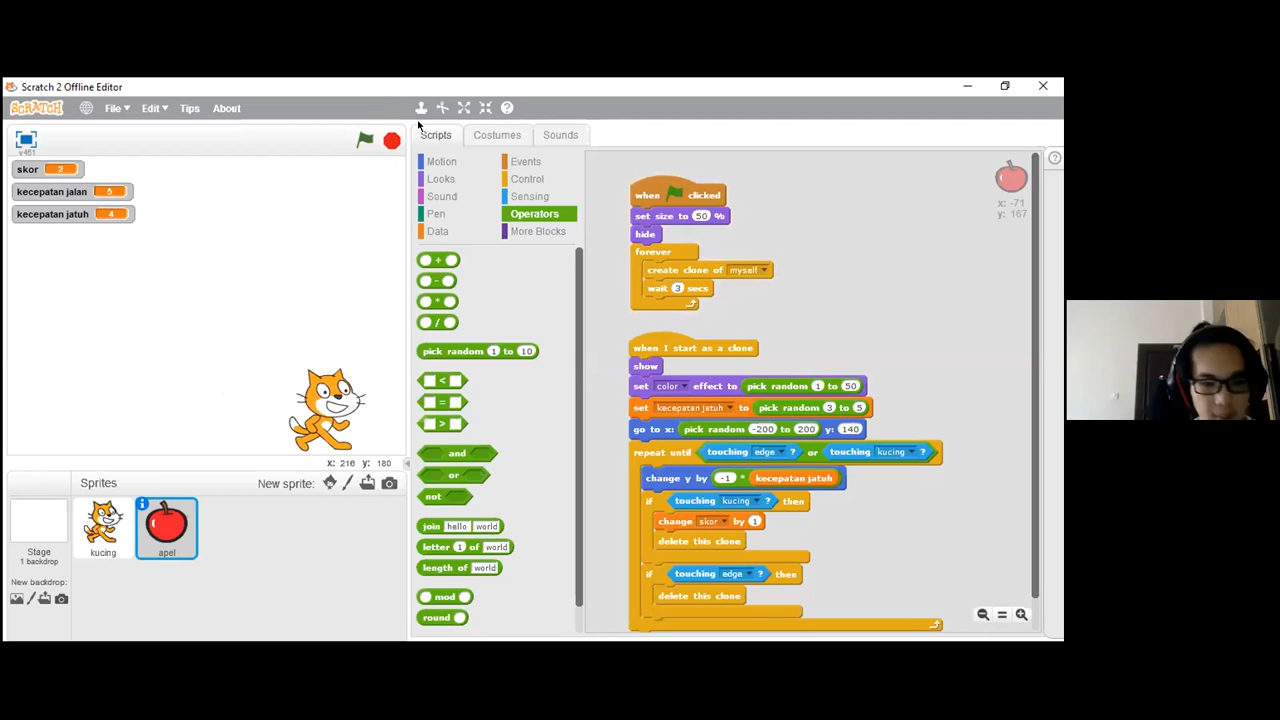 Scratch 2 Offline Editor
SCRATCH File Edit Tips About
v461
Scripts Costumes Sounds
skor 2
kecepatan jalan 5
kecepatan jatuh 4
Motion Events
Looks Control
Sound Sensing
Pen Operators
Data More Blocks
+
-
*
/
pick random 1 to 10
<
=
>
and
or
not
join hello world
letter 1 of world
length of world
mod
round
x: -71
y: 167
when clicked
set size to 50 %
hide
forever
create clone of myself
wait 3 secs
when I start as a clone
show
set color effect to pick random 1 to 50
set kecepatan jatuh to pick random 3 to 5
go to x: pick random -200 to 200 y: 140
repeat until touching edge ? or touching kucing ?
change y by -1 * kecepatan jatuh
if touching kucing ? then
change skor by 1
delete this clone
if touching edge ? then
delete this clone
x: 216 y: 180
Sprites New sprite:
kucing apel
Stage
1 backdrop
New backdrop: